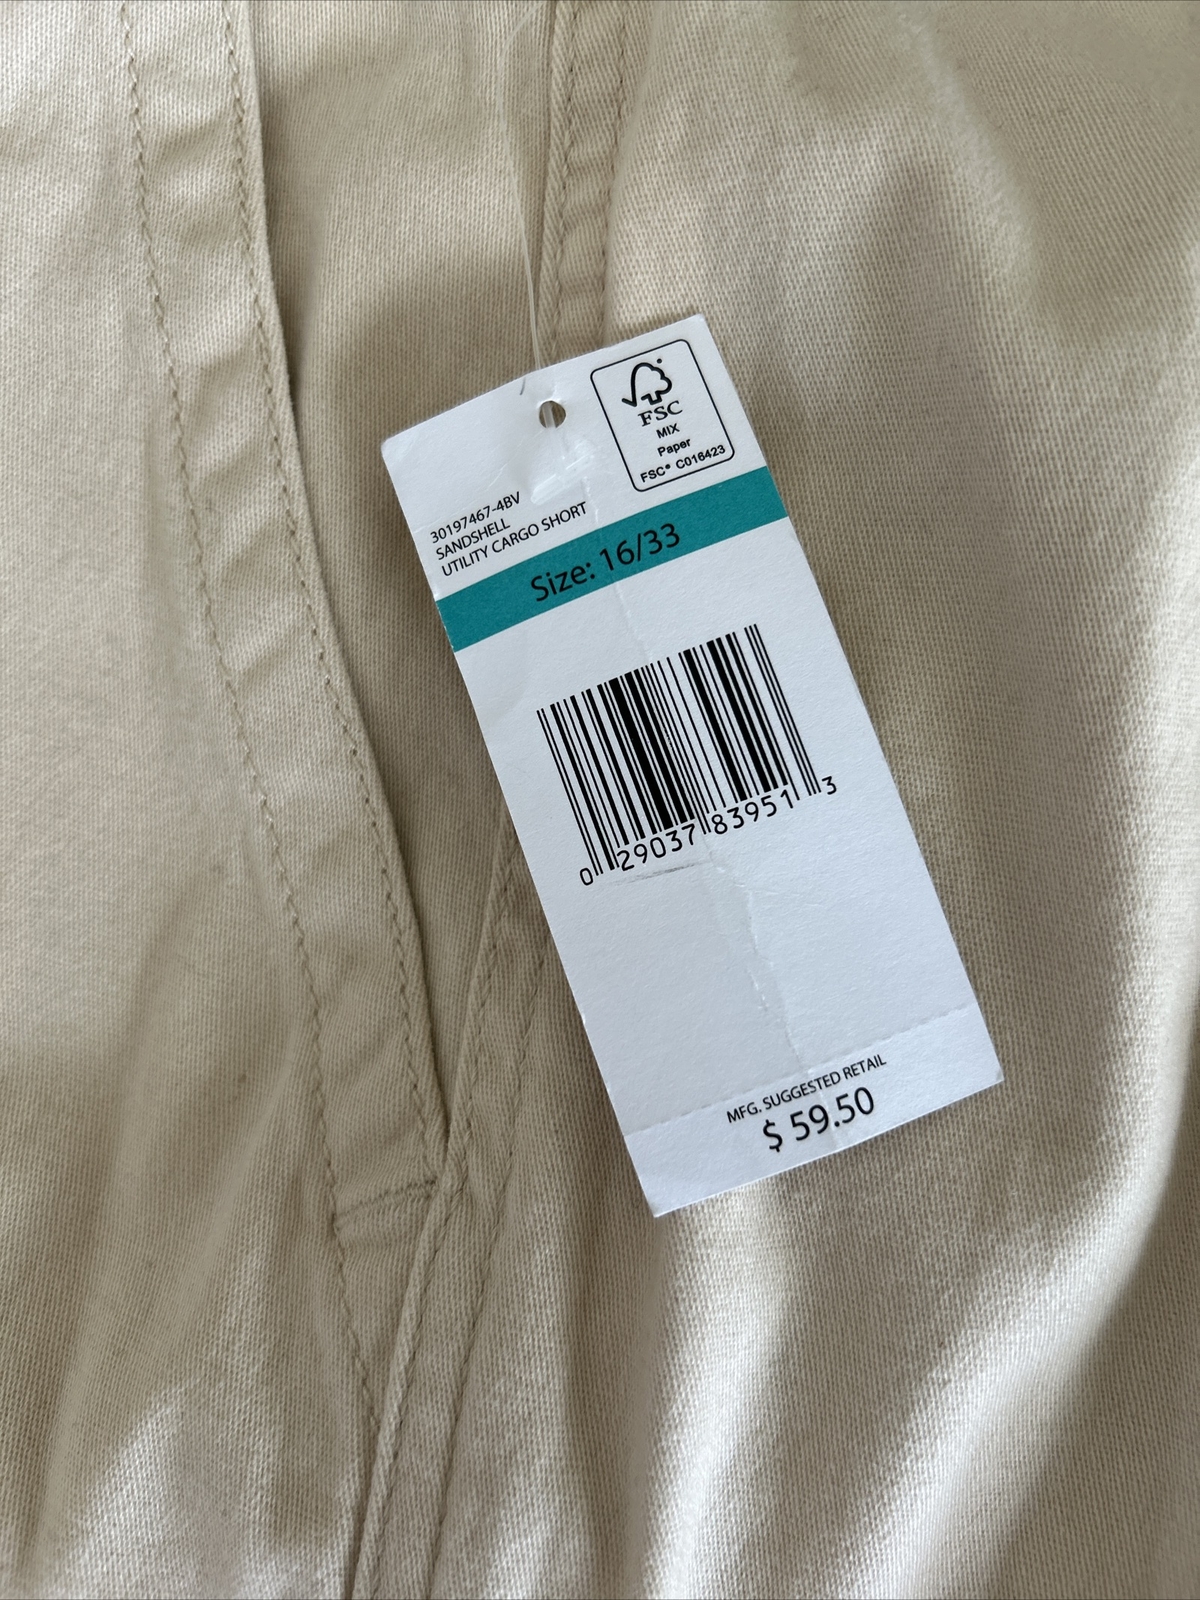 FSC
MIX
Paper
FSC® C016423
30197467-4BV
SANDSHELL
UTILITY CARGO SHORT
Size: 16/33
0 29037 83951 3
MFG. SUGGESTED RETAIL
$ 59.50